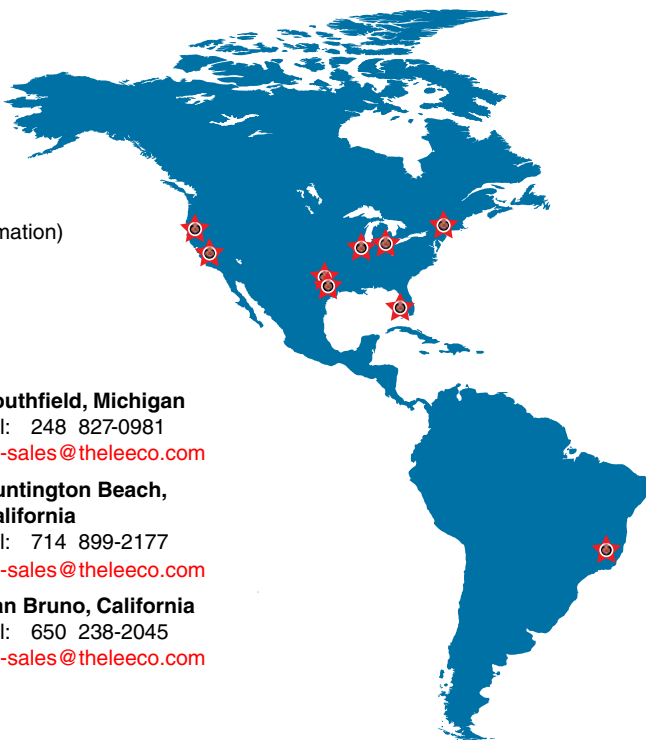 mation)
outhfield, Michigan
l: 248 827-0981
-sales@theleeco.com
untington Beach,
alifornia
l: 714 899-2177
-sales@theleeco.com
an Bruno, California
l: 650 238-2045
-sales@theleeco.com